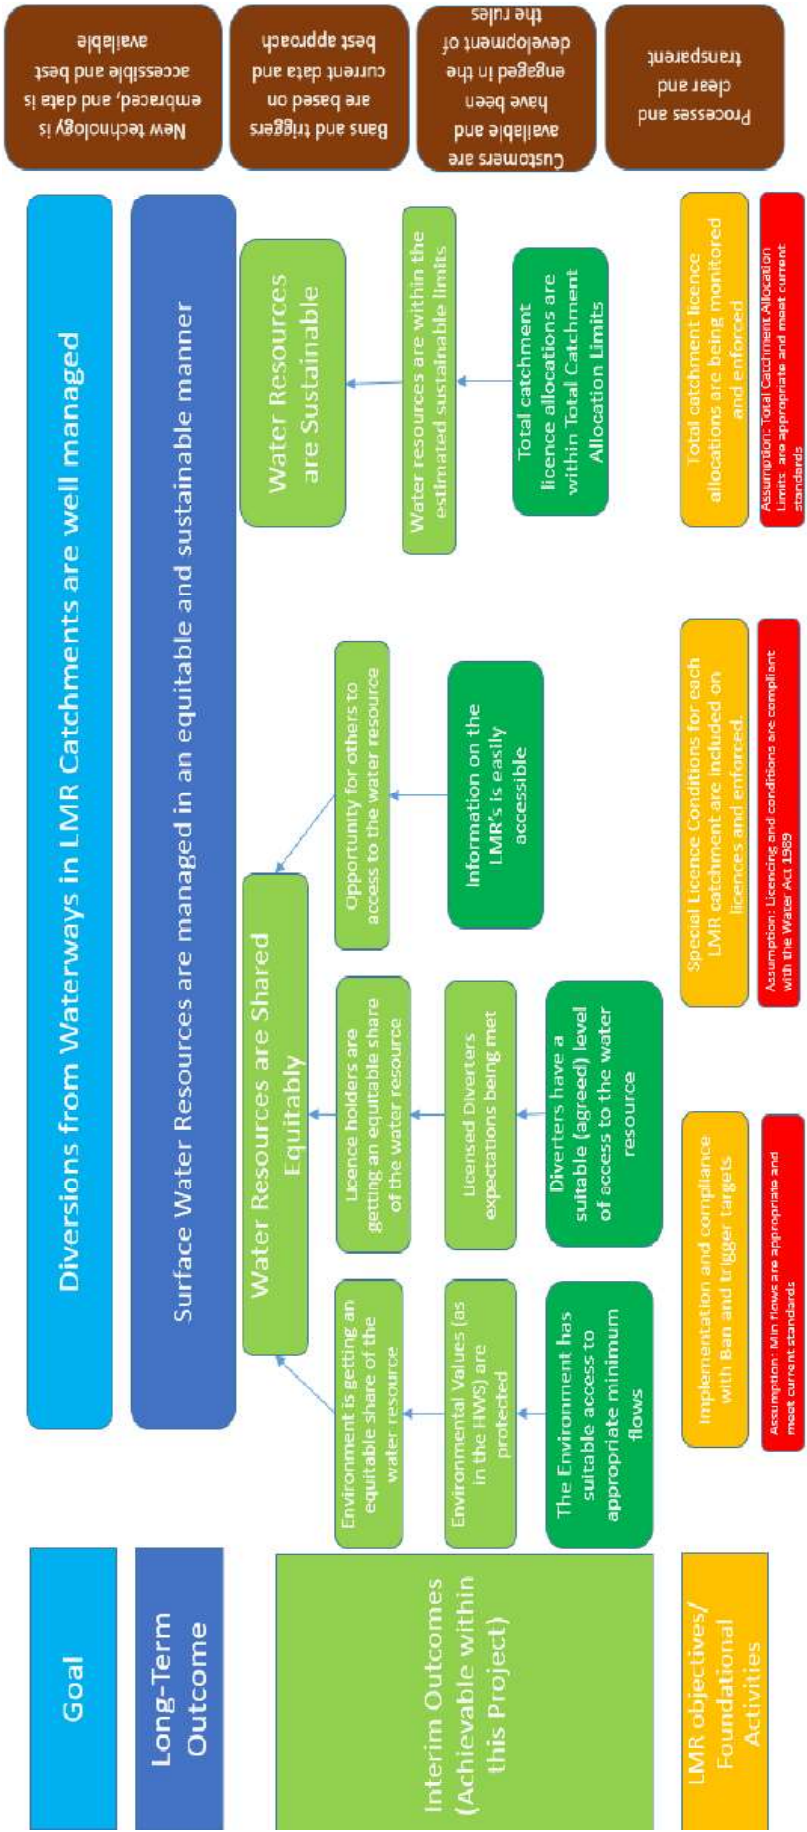 Goal
Diversions from Waterways in LMR Catchments are well managed
Long-Term
Outcome
Surface Water Resources are managed in an equitable and sustainable manner
Interim Outcomes
(Achievable within
this Project)
Water Resources are Shared
Equitably
Water Resources
are Sustainable
Environment is getting an
equitable share of the
water resource
Licence holders are
getting an equitable share
of the water resource
Opportunity for others to
access to the water resource
Water resources are within the
estimated sustainable limits
Environmental Values (as
in the HWS) are
protected
Licensed Diverters
expectations being met
Information on the
LMR's is easily
accessible
Total catchment
licence allocations are
within Total Catchment
Allocation Limits
The Environment has
suitable access to
appropriate minimum
flows
Diverters have a
suitable (agreed) level
of access to the water
resource
LMR objectives/
Foundational
Activities
Implementation and compliance
with Ban and trigger targets
Special Licence Conditions for each
LMR catchment are included on
licences and enforced.
Total catchment licence
allocations are being monitored
and enforced
Assumption: Min flows are appropriate and
meet current standards
Assumption: Licencing and conditions are compliant
with the Water Act 1989
Assumption: Total Catchment Allocation
Limits are appropriate and meet current
standards
New technology is
embraced, and data is
accessible and best
available
Bans and triggers
are based on
current data and
best approach
Customers are
available and
have been
engaged in the
development of
the rules
Processes and
clear and
transparent